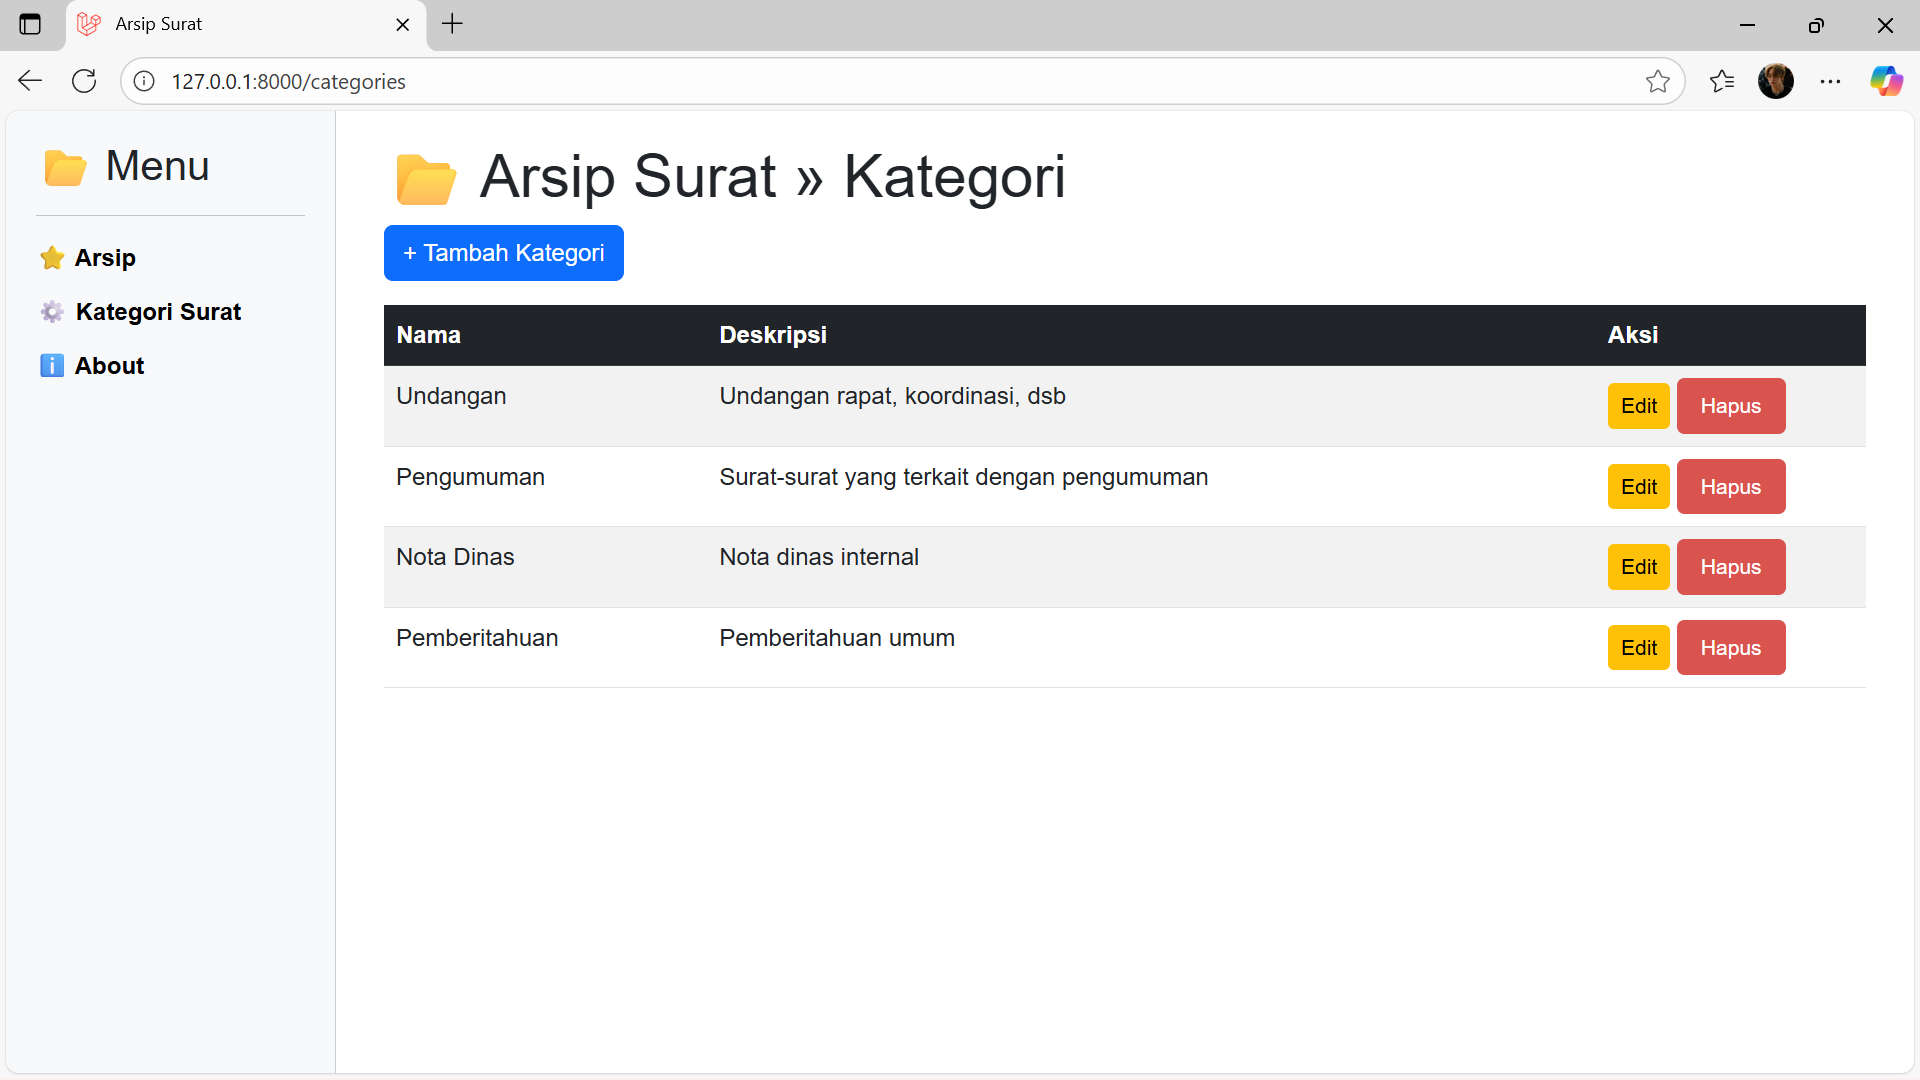 Arsip Surat
127.0.0.1:8000/categories
Menu
Arsip
Kategori Surat
About
Arsip Surat » Kategori
+ Tambah Kategori
Nama Deskripsi Aksi
Undangan Undangan rapat, koordinasi, dsb Edit Hapus
Pengumuman Surat-surat yang terkait dengan pengumuman Edit Hapus
Nota Dinas Nota dinas internal Edit Hapus
Pemberitahuan Pemberitahuan umum Edit Hapus